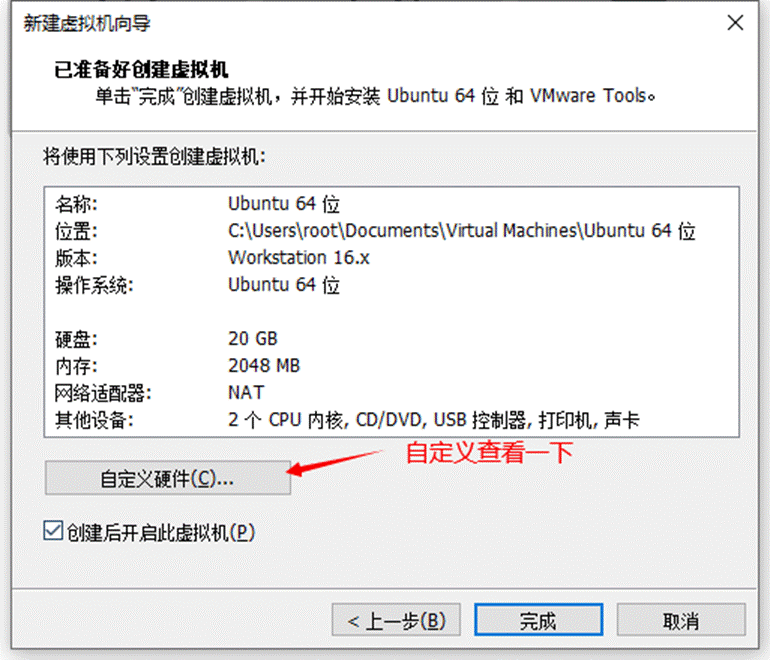 新建虚拟机向导
已准备好创建虚拟机
单击“完成”创建虚拟机，并开始安装 Ubuntu 64 位 和 VMware Tools。
将使用下列设置创建虚拟机:
名称: Ubuntu 64 位
位置: C:\Users\root\Documents\Virtual Machines\Ubuntu 64 位
版本: Workstation 16.x
操作系统: Ubuntu 64 位
硬盘: 20 GB
内存: 2048 MB
网络适配器: NAT
其他设备: 2 个 CPU 内核, CD/DVD, USB 控制器, 打印机, 声卡
自定义查看一下
自定义硬件(C)...
创建后开启此虚拟机(P)
< 上一步(B) 完成 取消